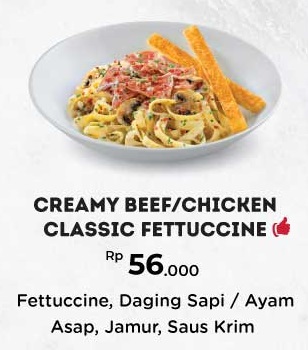 CREAMY BEEF/CHICKEN
CLASSIC FETTUCCINE
Rp 56.000
Fettuccine, Daging Sapi / Ayam
Asap, Jamur, Saus Krim